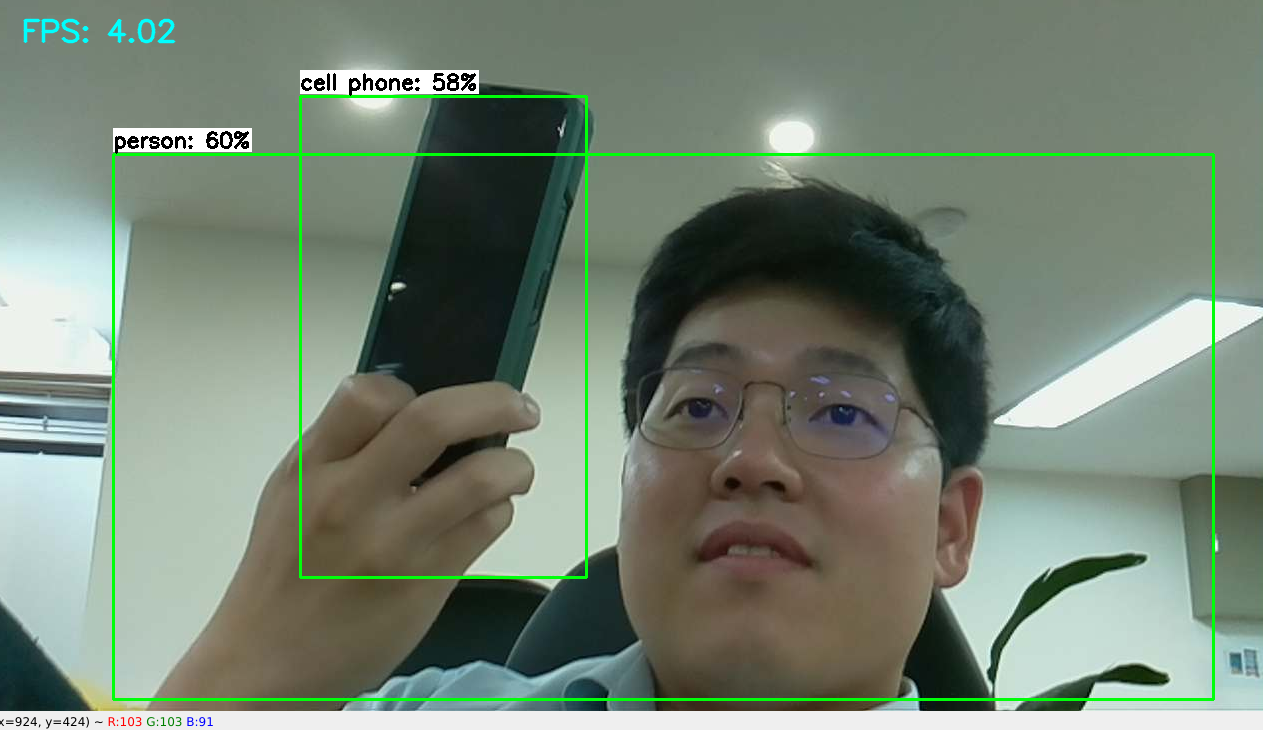 FPS: 4.02
cell phone: 58%
person: 60%
x=924, y=424) ~ R:103 G:103 B:91